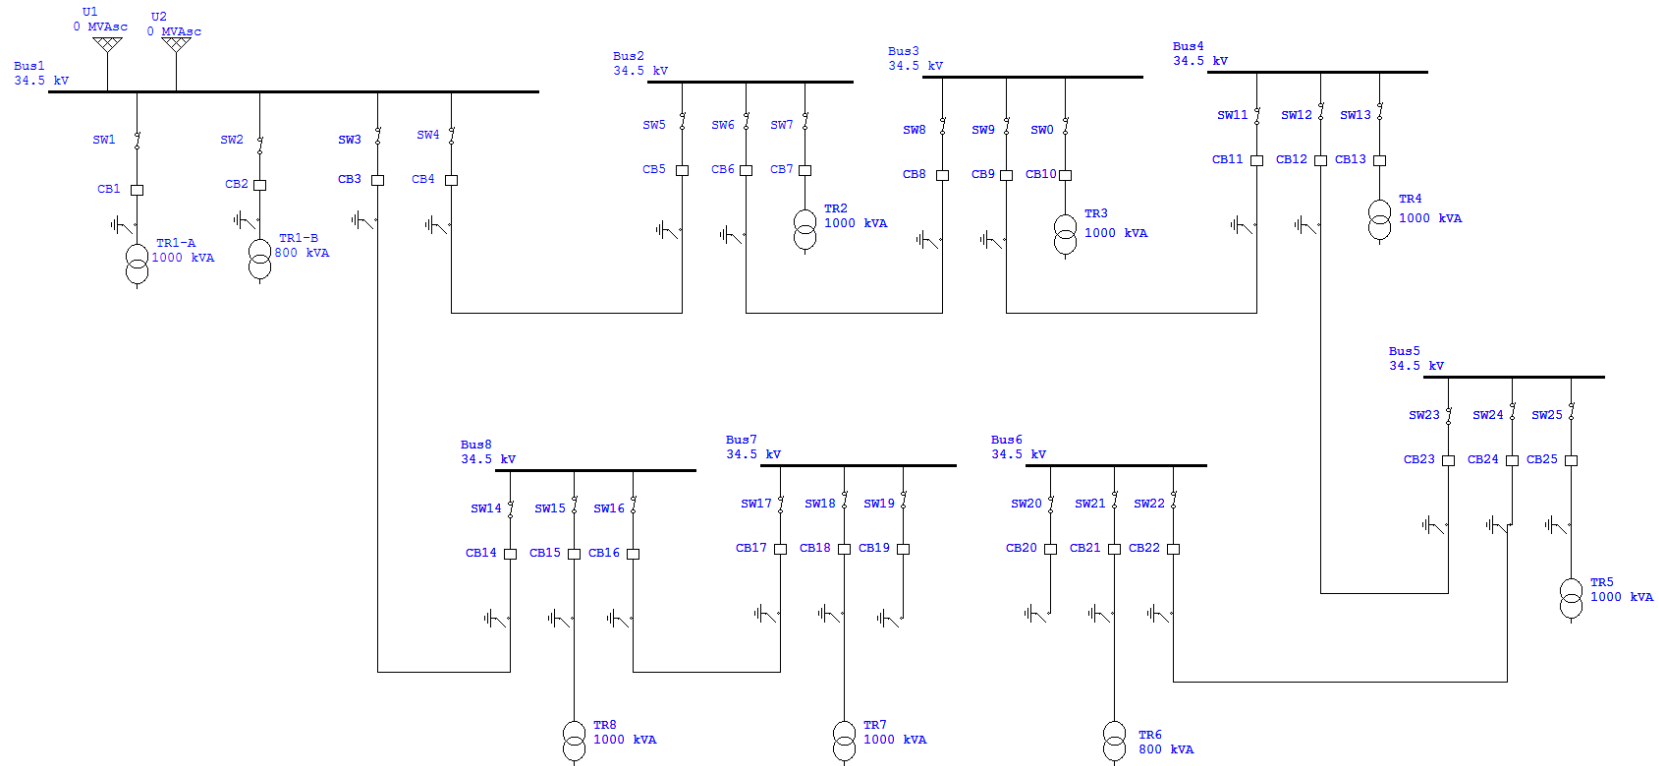 U1
0 MVAsc
U2
0 MVAsc
Bus1
34.5 kV
SW1
SW2
SW3
SW4
CB1
CB2
CB3
CB4
TR1-A
1000 kVA
TR1-B
800 kVA
Bus2
34.5 kV
SW5
SW6
SW7
CB5
CB6
CB7
TR2
1000 kVA
Bus3
34.5 kV
SW8
SW9
SW0
CB8
CB9
CB10
TR3
1000 kVA
Bus4
34.5 kV
SW11
SW12
SW13
CB11
CB12
CB13
TR4
1000 kVA
Bus5
34.5 kV
SW23
SW24
SW25
CB23
CB24
CB25
TR5
1000 kVA
Bus8
34.5 kV
SW14
SW15
SW16
CB14
CB15
CB16
TR8
1000 kVA
Bus7
34.5 kV
SW17
SW18
SW19
CB17
CB18
CB19
TR7
1000 kVA
Bus6
34.5 kV
SW20
SW21
SW22
CB20
CB21
CB22
TR6
800 kVA